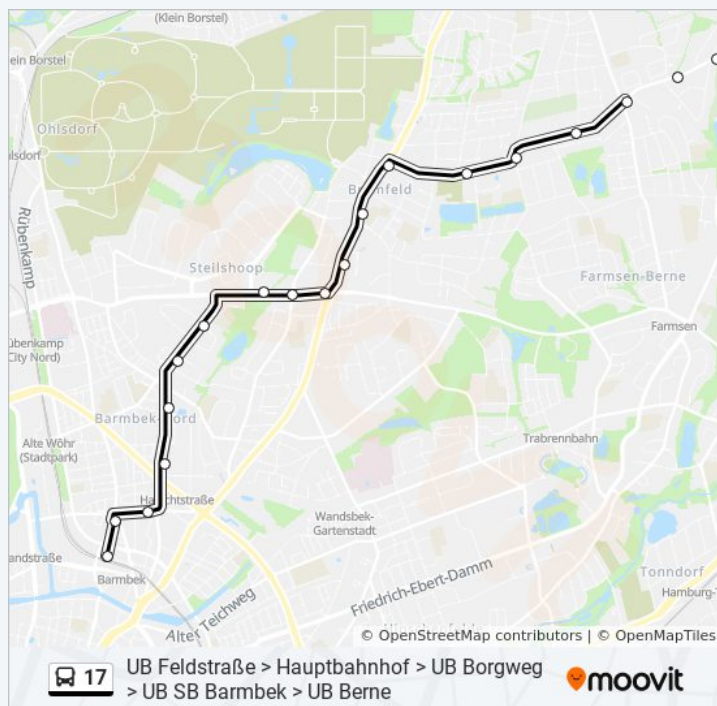 (Klein Borstel)
ein Borstel
Ohlsdorf
hlsdorf
Rübenkamp
Bramfeld
Steilshoop
Farmsen-Berne
Farmsen
übenkamp
(City Nord)
Barmbek-Nord
Alte Wöhr
(Stadtpark)
Trabrennbahn
Habichtstraße
Wandsbek-
Gartenstadt
andstraße
Barmbek
Friedrich-Ebert-Damm
Tonndorf
Hamburg-T
Alter Teichweg
© OpenStreetMap contributors | © OpenMapTiles
17
UB Feldstraße > Hauptbahnhof > UB Borgweg
> UB SB Barmbek > UB Berne
moovit